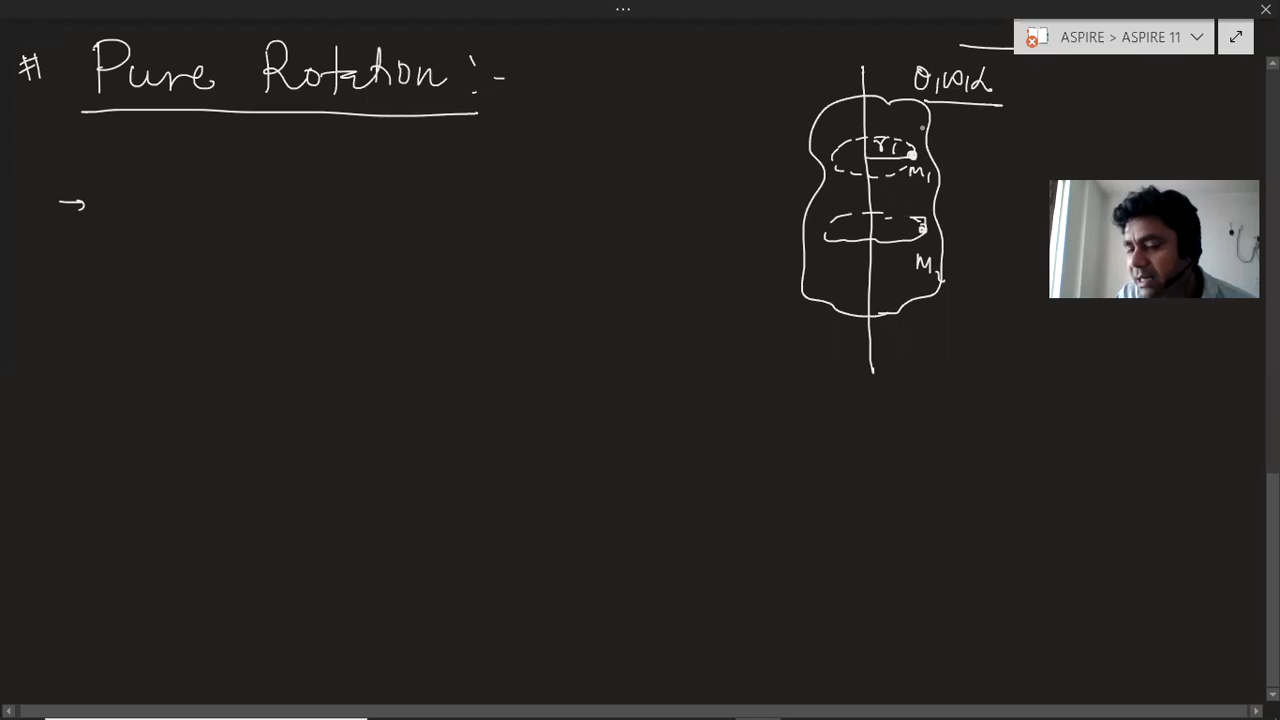 ...
ASPIRE > ASPIRE 11
# Pure Rotation :-
θ, ω, α
r₁
m₁
→
M₂